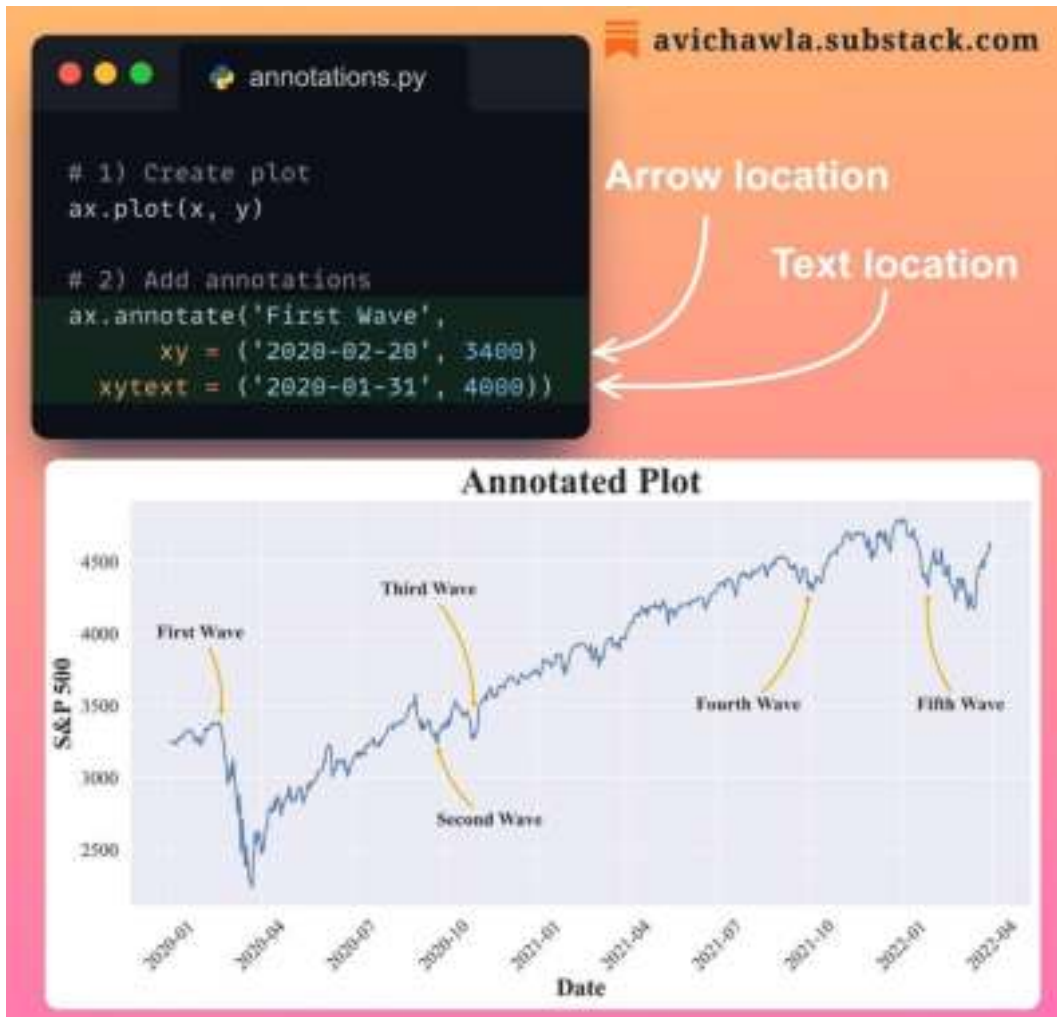 avichawla.substack.com
annotations.py
# 1) Create plot
ax.plot(x, y)
# 2) Add annotations
ax.annotate('First Wave',
xy = ('2020-02-20', 3400)
xytext = ('2020-01-31', 4000))
Arrow location
Text location
Annotated Plot
S&P 500
4500
4000
3500
3000
2500
First Wave
Third Wave
Second Wave
Fourth Wave
Fifth Wave
2020-01
2020-04
2020-07
2020-10
2021-01
2021-04
2021-07
2021-10
2022-01
2022-04
Date